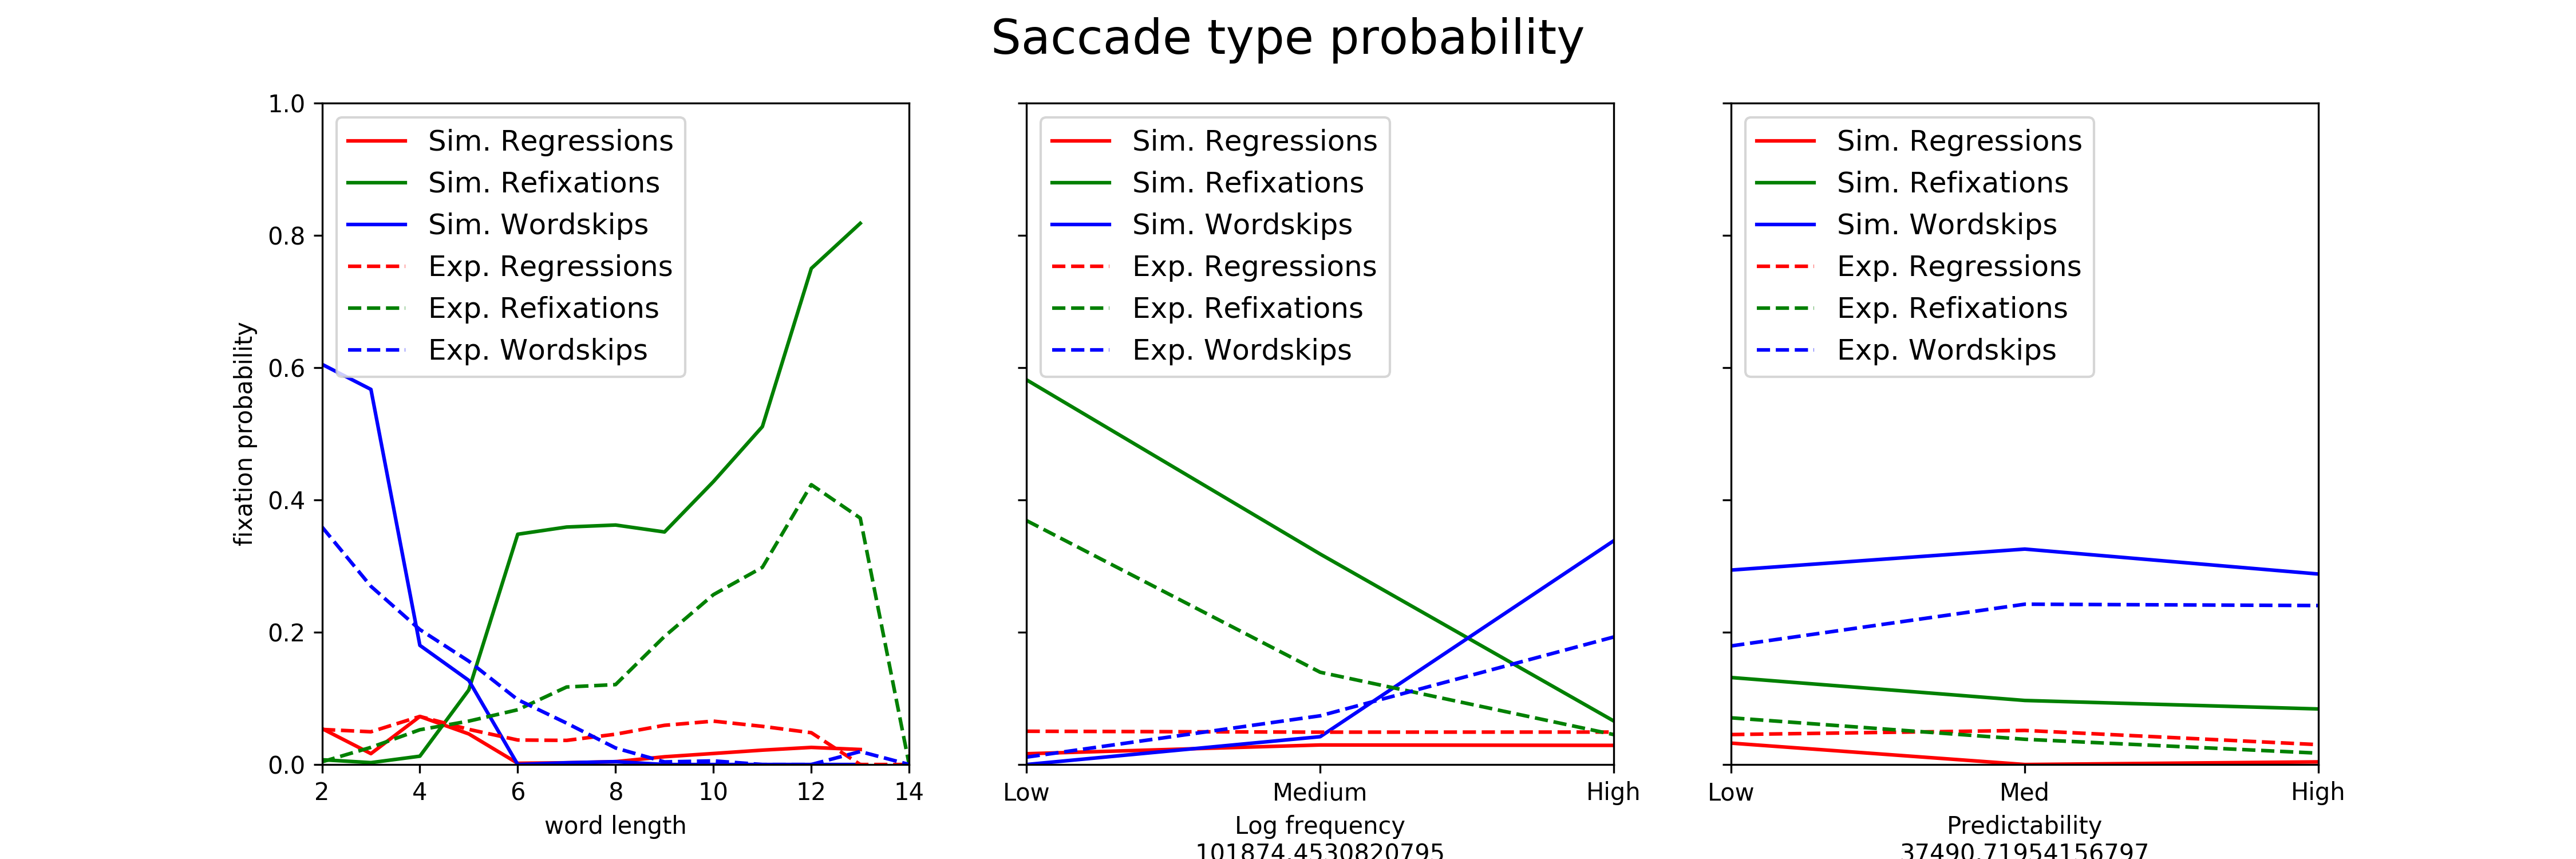 Saccade type probability
1.0
0.8
0.6
0.4
0.2
0.0
fixation probability
Sim. Regressions
Sim. Refixations
Sim. Wordskips
Exp. Regressions
Exp. Refixations
Exp. Wordskips
2 4 6 8 10 12 14
word length
Sim. Regressions
Sim. Refixations
Sim. Wordskips
Exp. Regressions
Exp. Refixations
Exp. Wordskips
Low Medium High
Log frequency
101874.4530820795
Sim. Regressions
Sim. Refixations
Sim. Wordskips
Exp. Regressions
Exp. Refixations
Exp. Wordskips
Low Med High
Predictability
37490.71954156797